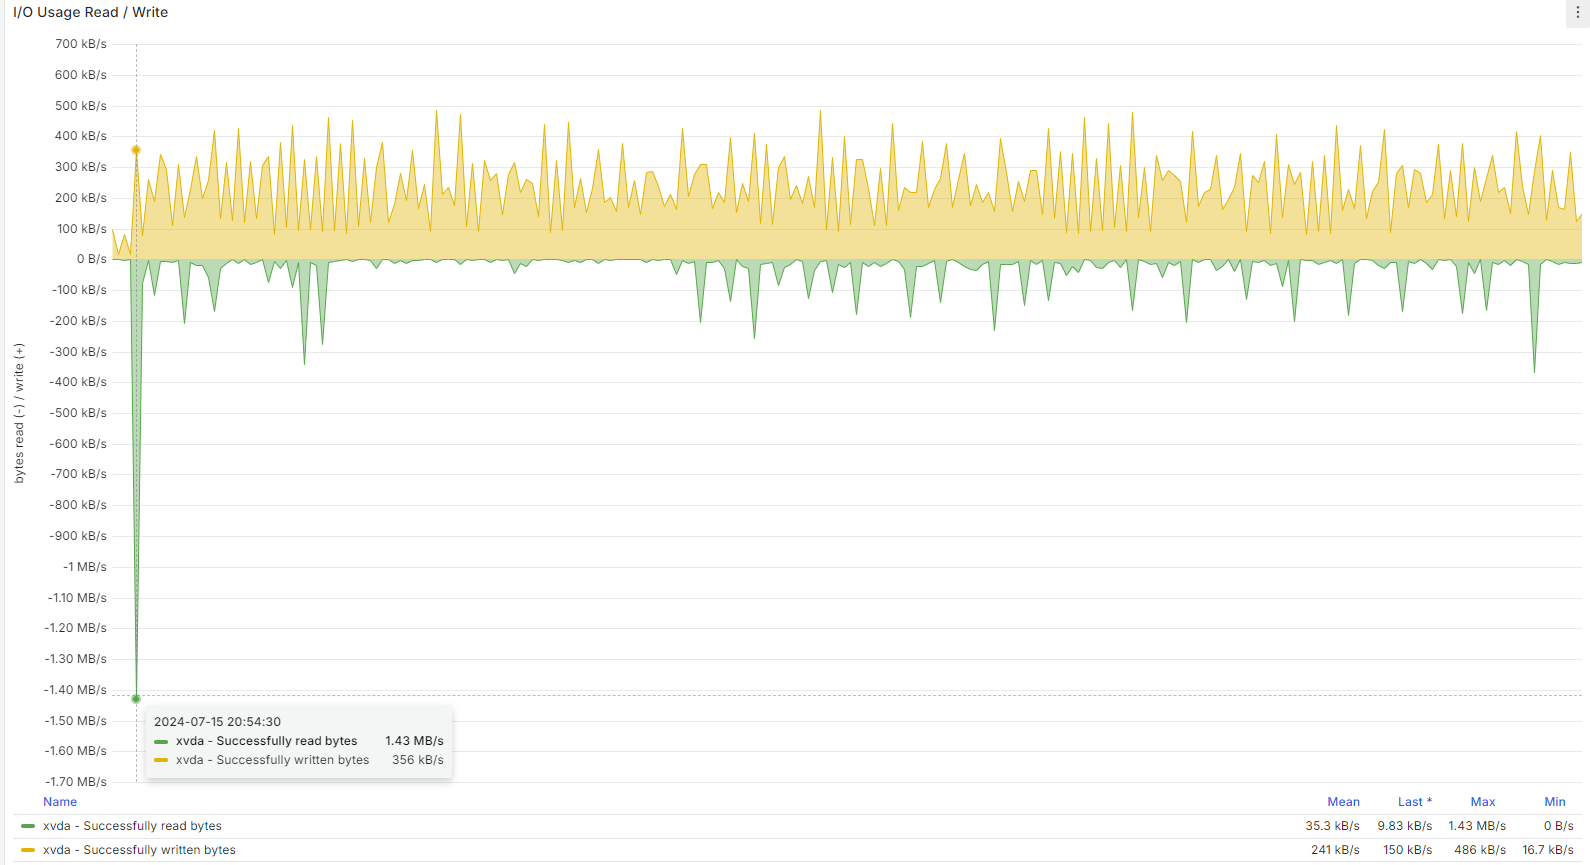 I/O Usage Read / Write
700 kB/s
600 kB/s
500 kB/s
400 kB/s
300 kB/s
200 kB/s
100 kB/s
0 B/s
-100 kB/s
-200 kB/s
-300 kB/s
-400 kB/s
-500 kB/s
-600 kB/s
-700 kB/s
-800 kB/s
-900 kB/s
-1 MB/s
-1.10 MB/s
-1.20 MB/s
-1.30 MB/s
-1.40 MB/s
-1.50 MB/s
-1.60 MB/s
-1.70 MB/s
bytes read (-) / write (+)
2024-07-15 20:54:30
xvda - Successfully read bytes 1.43 MB/s
xvda - Successfully written bytes 356 kB/s
Name Mean Last * Max Min
xvda - Successfully read bytes 35.3 kB/s 9.83 kB/s 1.43 MB/s 0 B/s
xvda - Successfully written bytes 241 kB/s 150 kB/s 486 kB/s 16.7 kB/s